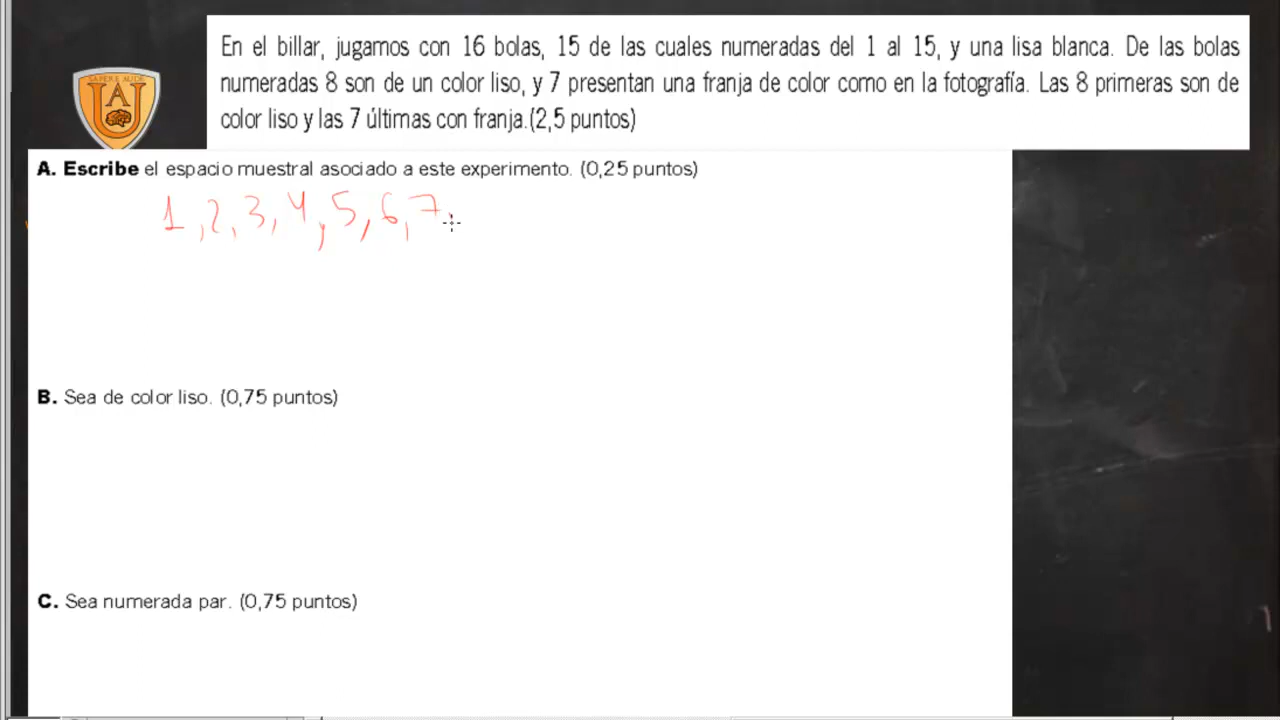 En el billar, jugamos con 16 bolas, 15 de las cuales numeradas del 1 al 15, y una lisa blanca. De las bolas
numeradas 8 son de un color liso, y 7 presentan una franja de color como en la fotografía. Las 8 primeras son de
color liso y las 7 últimas con franja.(2,5 puntos)
SAPERE AUDE
UA
A. Escribe el espacio muestral asociado a este experimento. (0,25 puntos)
1,2,3,4,5,6,7,
B. Sea de color liso. (0,75 puntos)
C. Sea numerada par. (0,75 puntos)